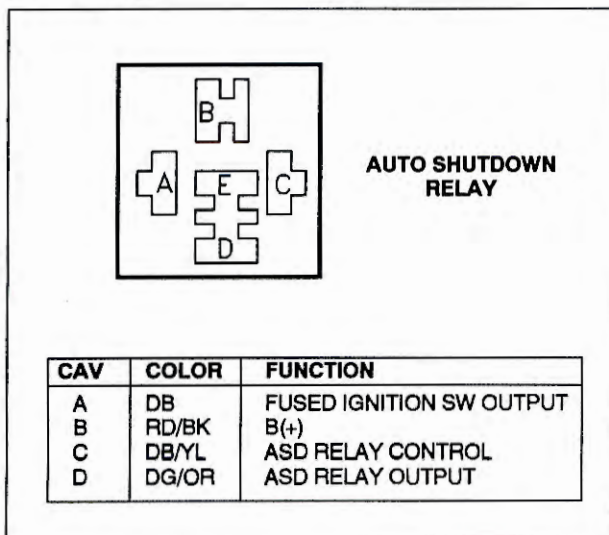 B
A
E
C
D
AUTO SHUTDOWN
RELAY
CAV COLOR FUNCTION
A DB FUSED IGNITION SW OUTPUT
B RD/BK B(+)
C DB/YL ASD RELAY CONTROL
D DG/OR ASD RELAY OUTPUT